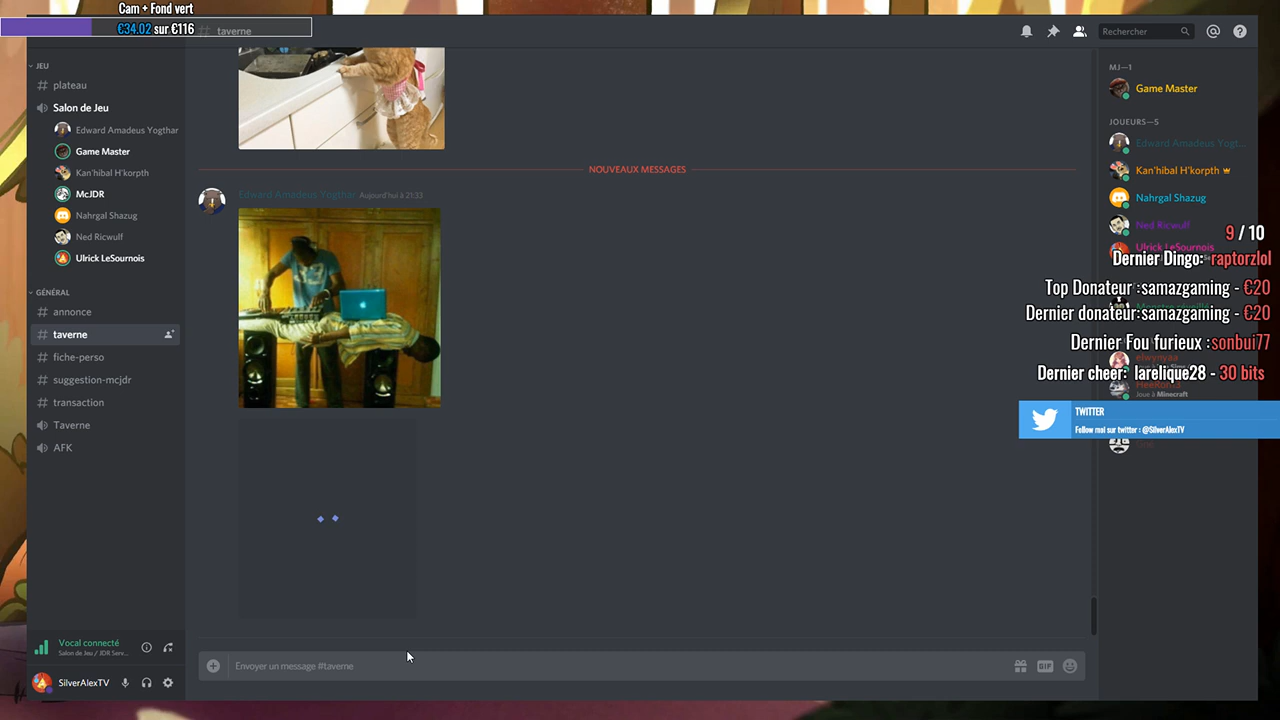 Cam + Fond vert
€34.02 sur €116
# taverne
Rechercher
JEU
# plateau
Salon de Jeu
Edward Amadeus Yogthar
Game Master
Kan'hibal H'korpth
McJDR
Nahrgal Shazug
Ned Ricwulf
Ulrick LeSournois
GÉNÉRAL
# annonce
# taverne
# fiche-perso
# suggestion-mcjdr
# transaction
Taverne
AFK
Vocal connecté
Salon de Jeu / JDR Serv...
SilverAlexTV
NOUVEAUX MESSAGES
Edward Amadeus Yogthar Aujourd'hui à 21:33
Envoyer un message #taverne
GIF
MJ—1
Game Master
JOUEURS—5
Edward Amadeus Yogt...
Kan'hibal H'korpth
Nahrgal Shazug
Ned Ricwulf
9 / 10
Ulrick LeSournois
Dernier Dingo: raptorzlol
Top Donateur :samazgaming - €20
Dernier donateur:samazgaming - €20
Dernier Fou furieux :sonbui77
elwynyaa
Dernier cheer: larelique28 - 30 bits
Joue à Minecraft
TWITTER
Follow moi sur twitter : @SilverAlexTV